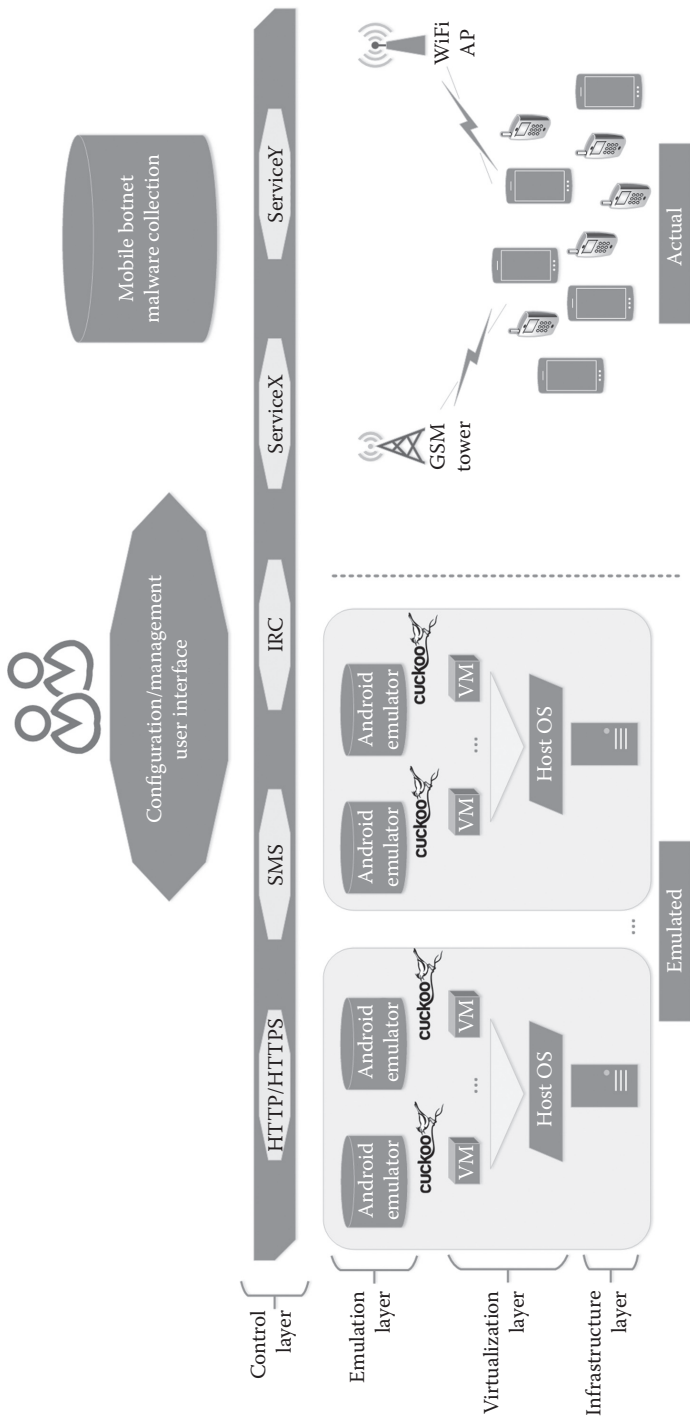 Configuration/management
user interface
Mobile botnet
malware collection
Control
layer
HTTP/HTTPS
SMS
IRC
ServiceX
ServiceY
Emulation
layer
Android
emulator
cuckoo
Android
emulator
cuckoo
Android
emulator
cuckoo
Android
emulator
cuckoo
GSM
tower
WiFi
AP
Virtualization
layer
VM
...
VM
VM
...
VM
Host OS
Host OS
Infrastructure
layer
...
Emulated
Actual